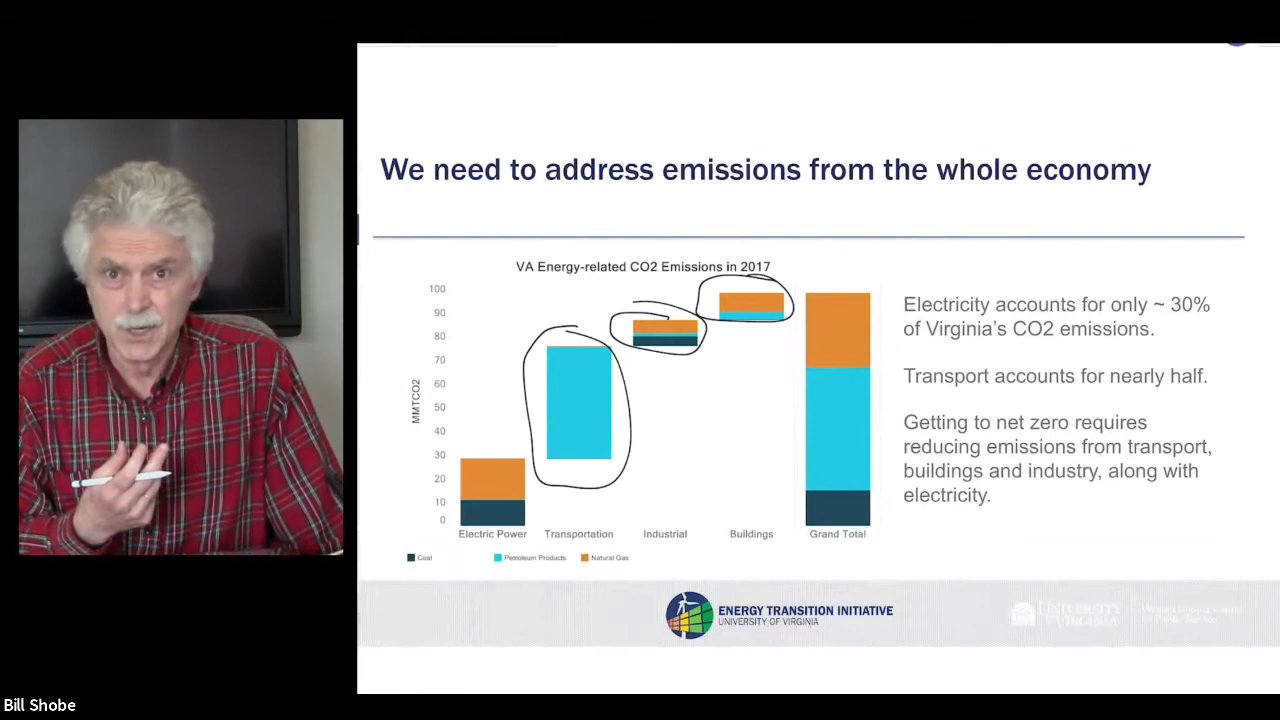 We need to address emissions from the whole economy
VA Energy-related CO2 Emissions in 2017
MMTCO2
100
90
80
70
60
50
40
30
20
10
0
Electric Power
Transportation
Industrial
Buildings
Grand Total
Coal
Petroleum Products
Natural Gas
Electricity accounts for only ~ 30%
of Virginia's CO2 emissions.
Transport accounts for nearly half.
Getting to net zero requires
reducing emissions from transport,
buildings and industry, along with
electricity.
ENERGY TRANSITION INITIATIVE
UNIVERSITY OF VIRGINIA
UNIVERSITY
of VIRGINIA
Bill Shobe